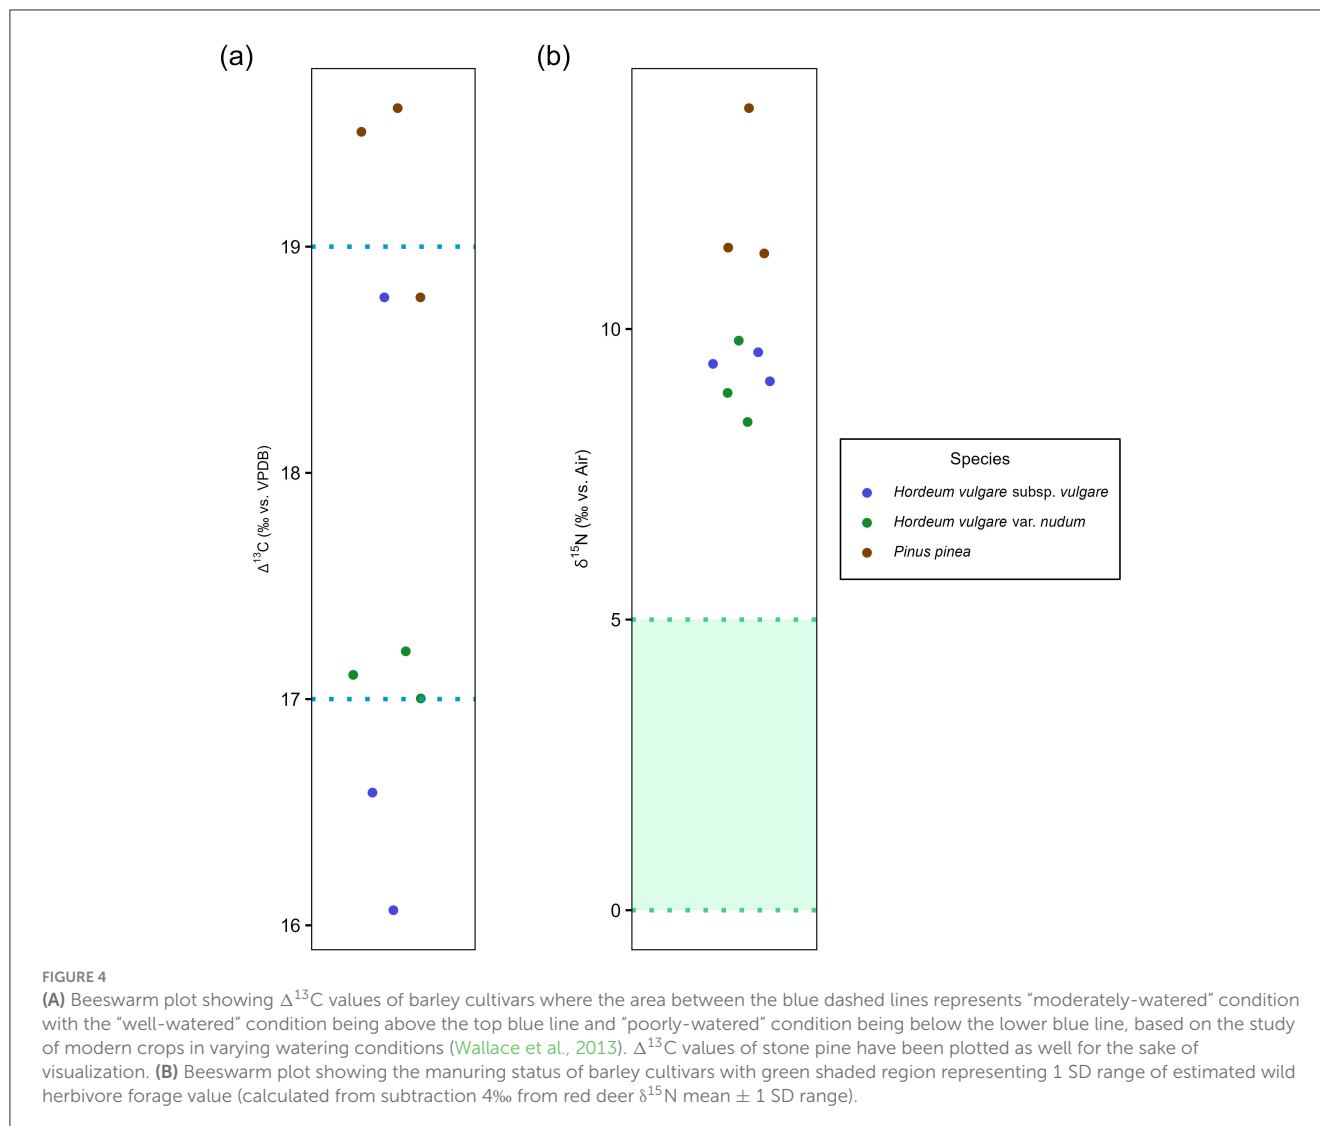 (a)
(b)
19
18
17
16
Δ¹³C (‰ vs. VPDB)
10
5
0
δ¹⁵N (‰ vs. Air)
Species
Hordeum vulgare subsp. vulgare
Hordeum vulgare var. nudum
Pinus pinea
FIGURE 4
(A) Beeswarm plot showing Δ¹³C values of barley cultivars where the area between the blue dashed lines represents “moderately-watered” condition
with the “well-watered” condition being above the top blue line and “poorly-watered” condition being below the lower blue line, based on the study
of modern crops in varying watering conditions (Wallace et al., 2013). Δ¹³C values of stone pine have been plotted as well for the sake of
visualization. (B) Beeswarm plot showing the manuring status of barley cultivars with green shaded region representing 1 SD range of estimated wild
herbivore forage value (calculated from subtraction 4‰ from red deer δ¹⁵N mean ± 1 SD range).